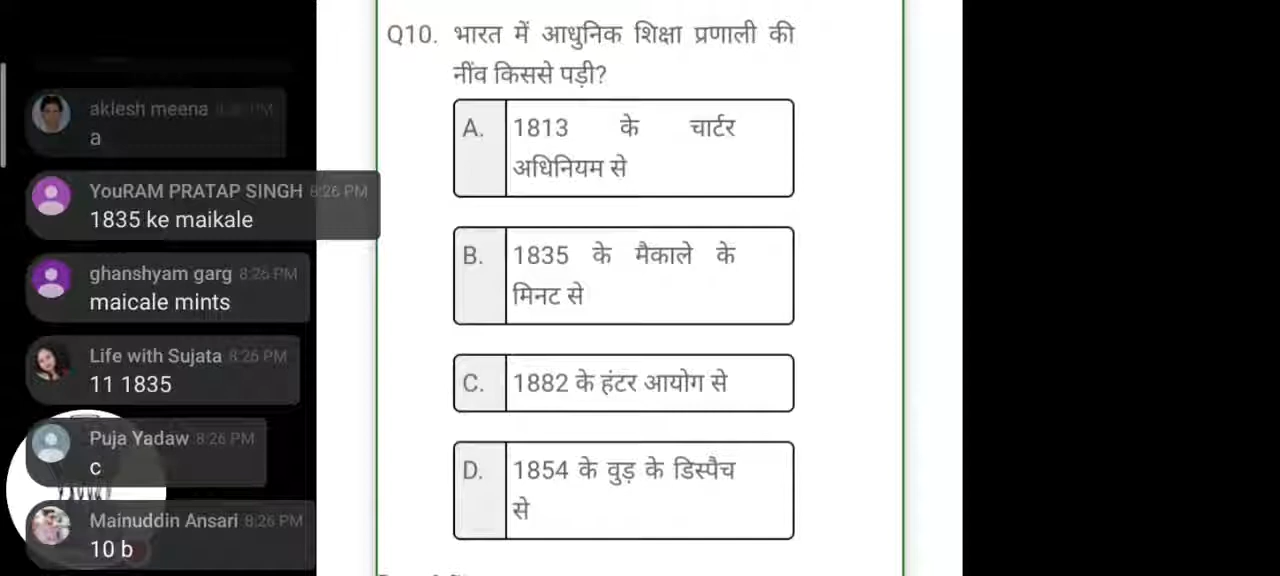 aklesh meena
a
YouRAM PRATAP SINGH 8:26 PM
1835 ke maikale
ghanshyam garg 8:26 PM
maicale mints
Life with Sujata 8:26 PM
11 1835
Puja Yadaw 8:26 PM
c
Mainuddin Ansari 8:26 PM
10 b
Q10. भारत में आधुनिक शिक्षा प्रणाली की
नींव किससे पड़ी?
A. 1813 के चार्टर
अधिनियम से
B. 1835 के मैकाले के
मिनट से
C. 1882 के हंटर आयोग से
D. 1854 के वुड़ के डिस्पैच
से